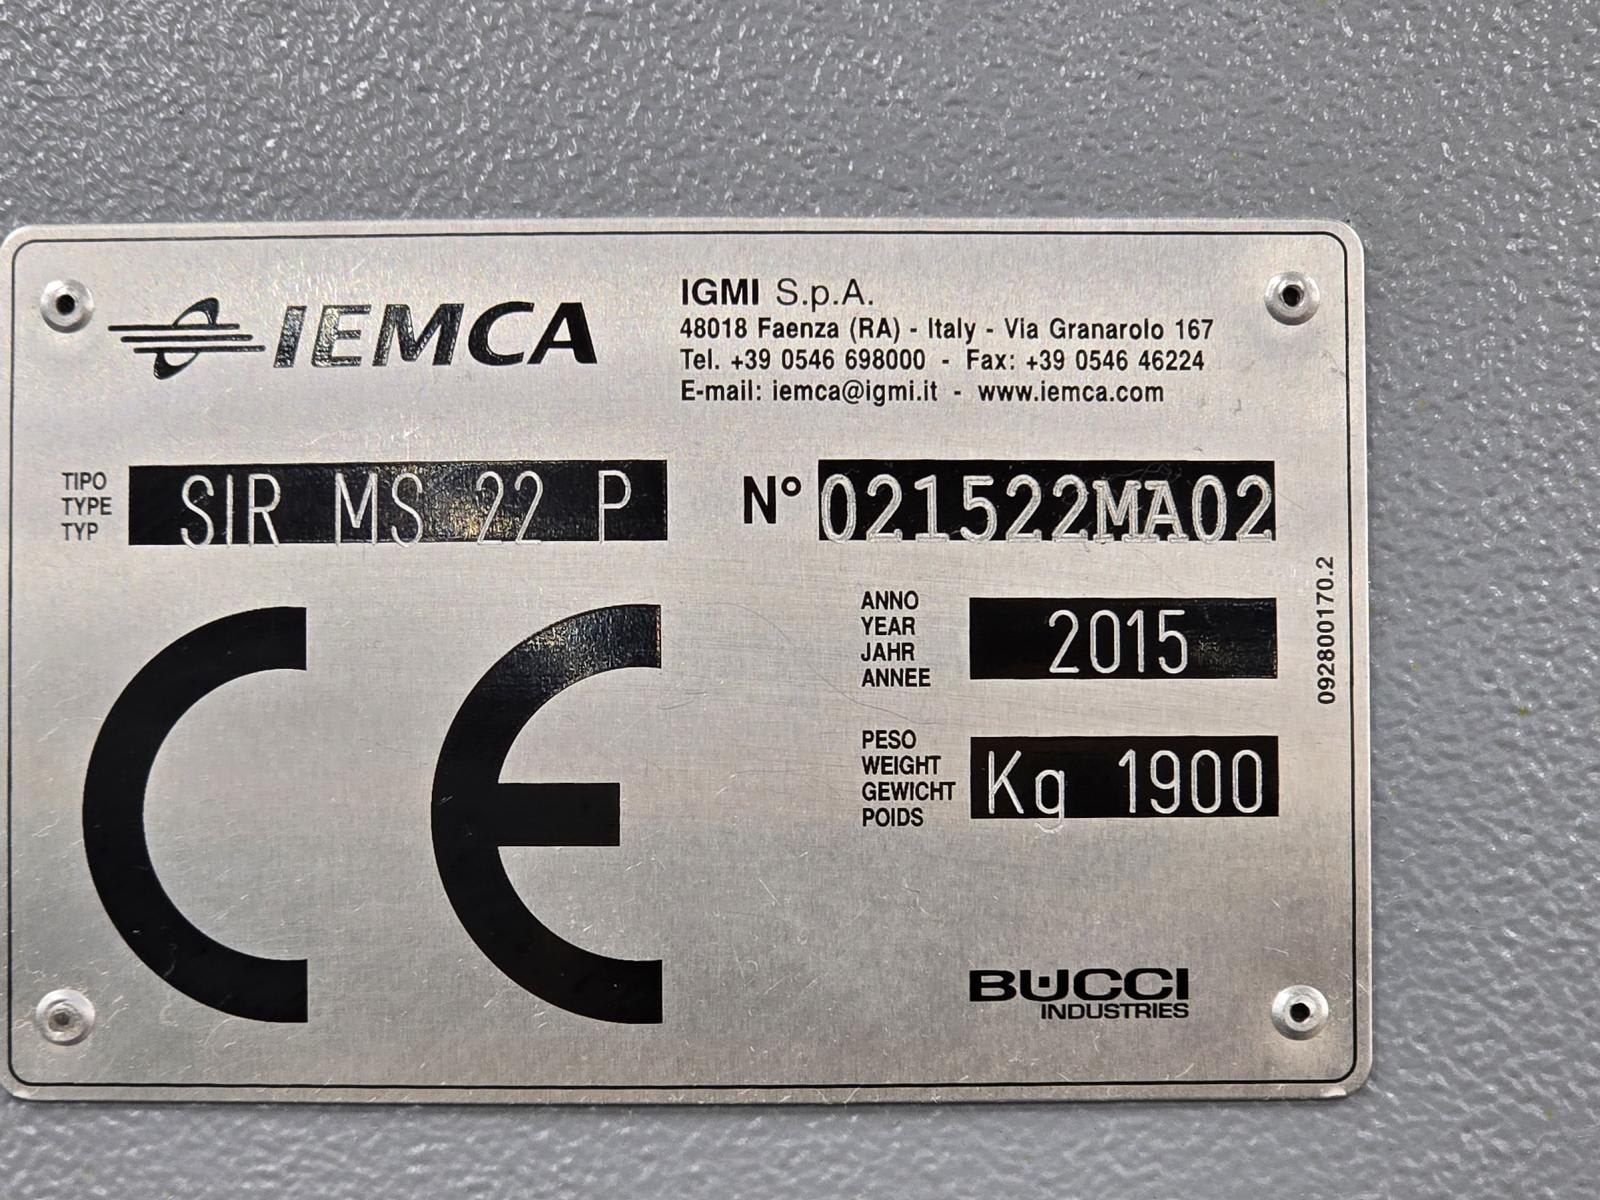 IEMCA
IGMI S.p.A.
48018 Faenza (RA) - Italy - Via Granarolo 167
Tel. +39 0546 698000 - Fax: +39 0546 46224
E-mail: iemca@igmi.it - www.iemca.com
TIPO
TYPE
TYP
SIR MS 22 P
N° 021522MA02
ANNO
YEAR
JAHR
ANNEE
2015
PESO
WEIGHT
GEWICHT
POIDS
Kg 1900
092800170.2
CE
BUCCI
INDUSTRIES